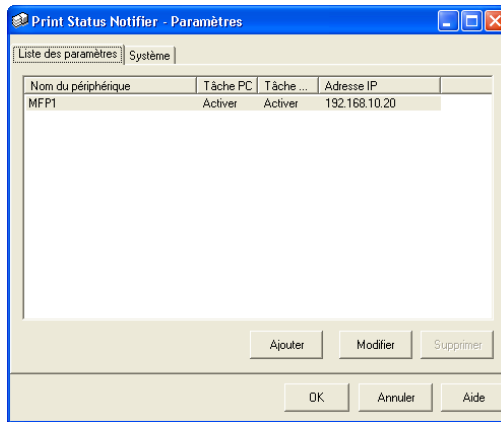 Print Status Notifier - Paramètres
Liste des paramètres Système
Nom du périphérique Tâche PC Tâche ... Adresse IP
MFP1 Activer Activer 192.168.10.20
Ajouter Modifier Supprimer
OK Annuler Aide